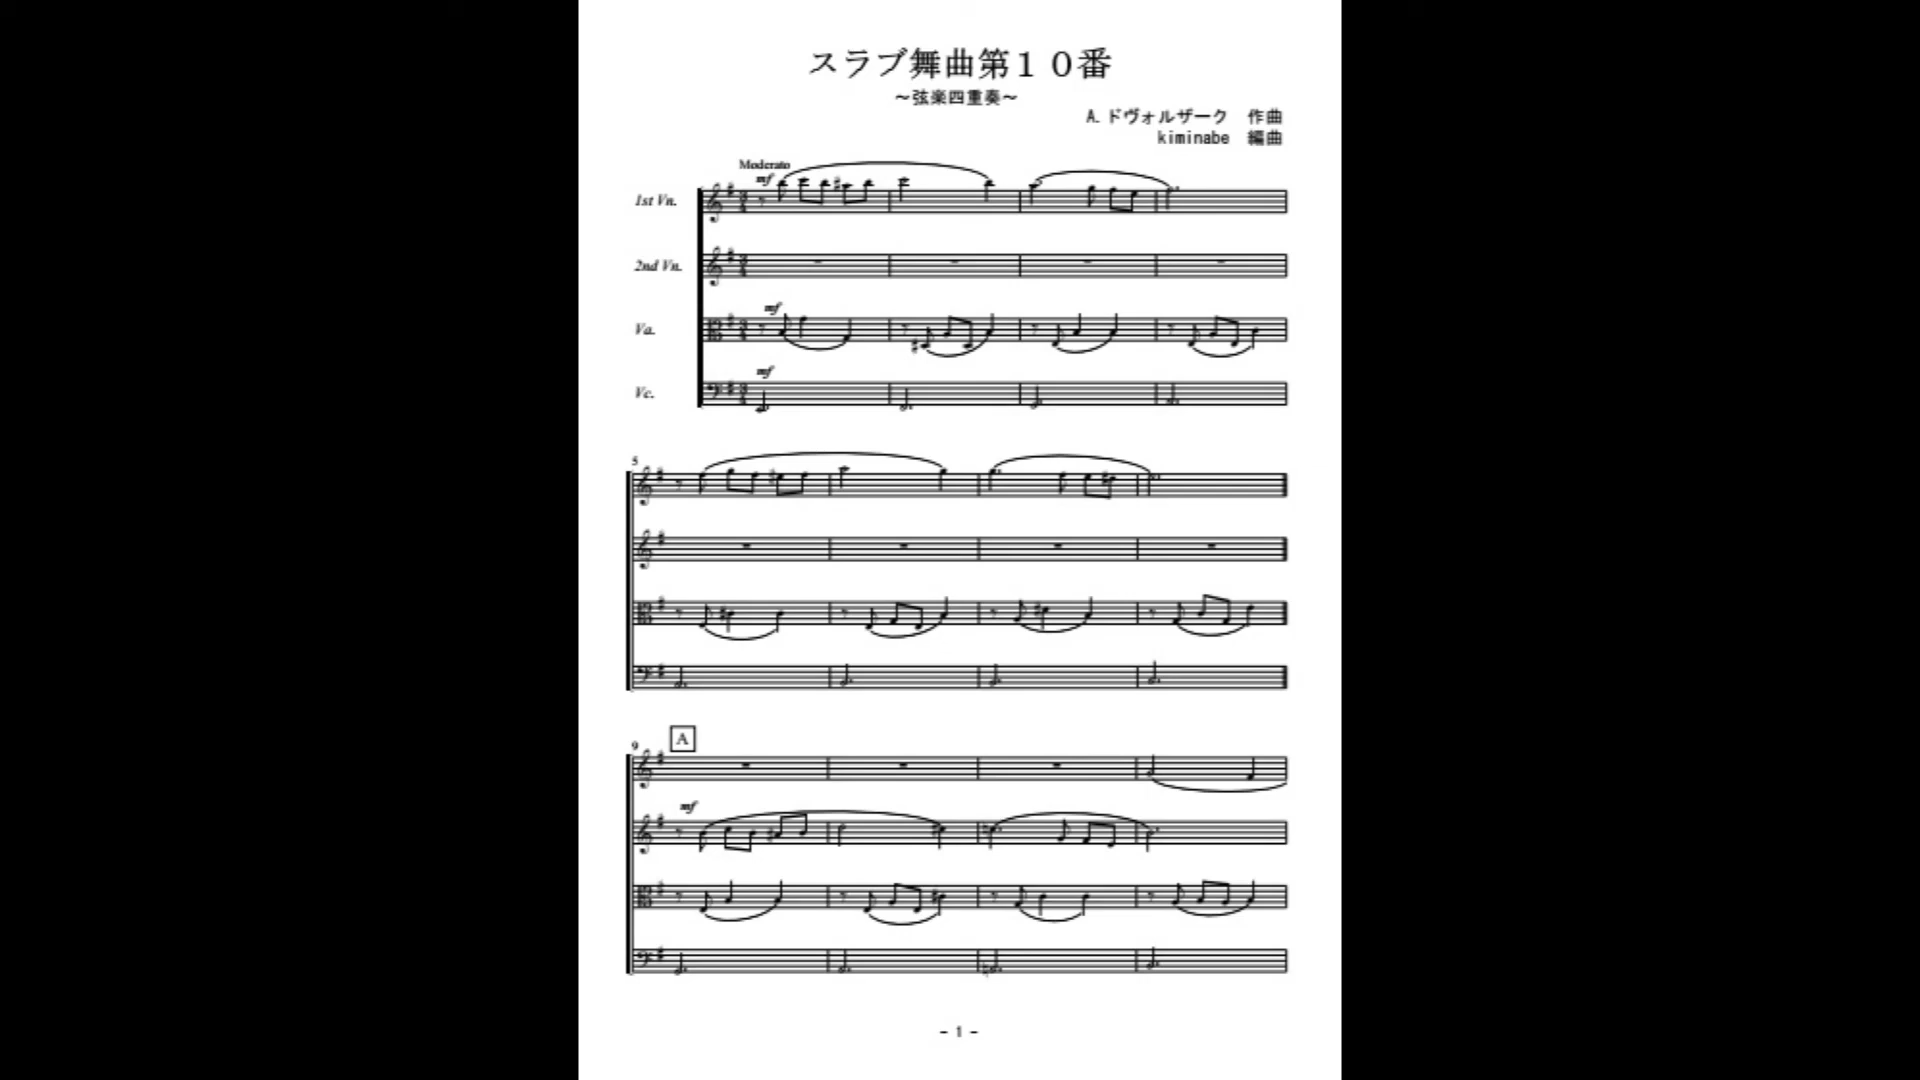 スラブ舞曲第１０番
～弦楽四重奏～
A.ドヴォルザーク 作曲
kiminabe 編曲
Moderato
mf
1st Vn.
2nd Vn.
mf
Va.
mf
Vc.
5
9
A
mf
- 1 -